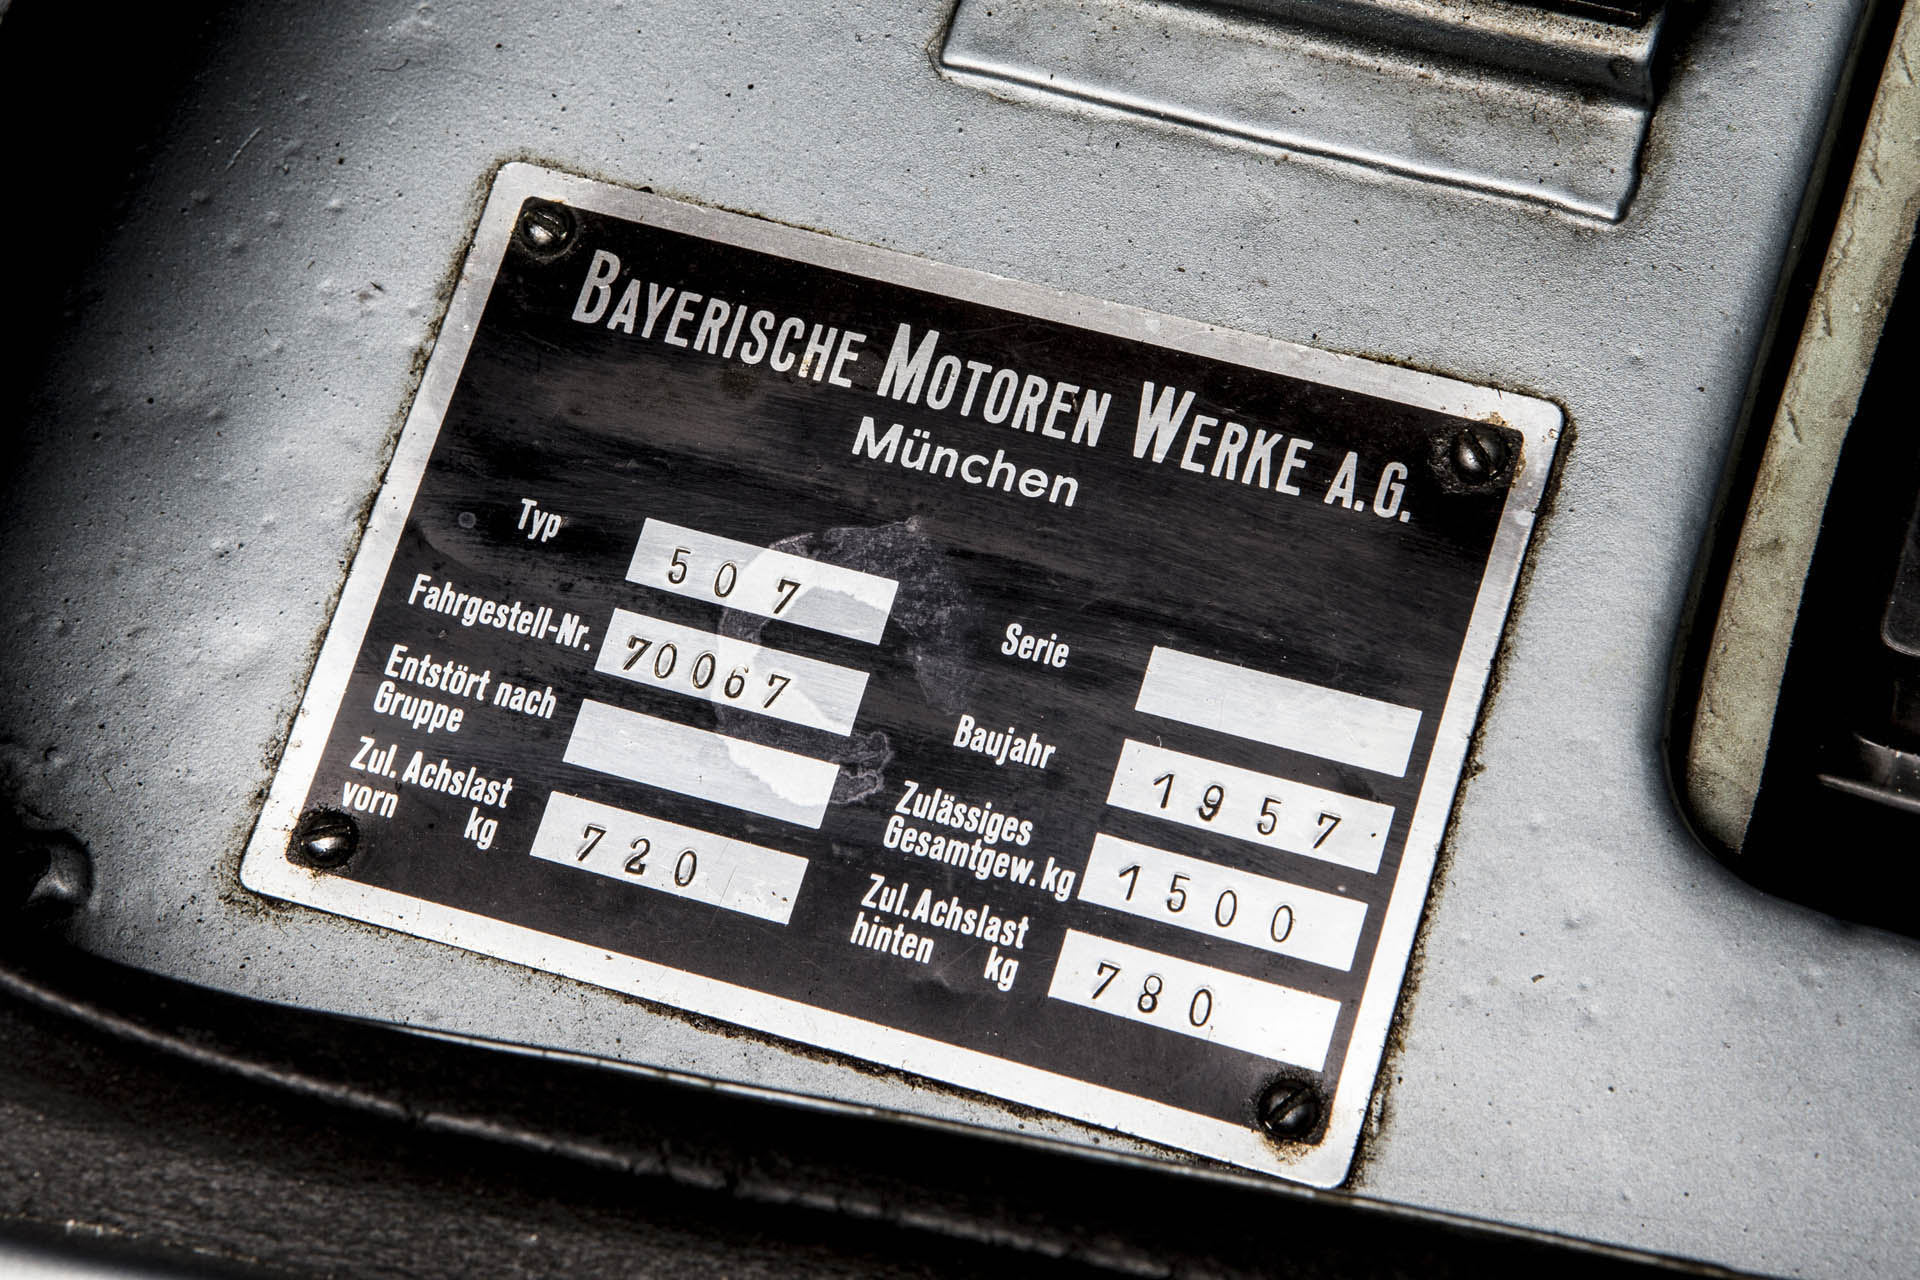 BAYERISCHE MOTOREN WERKE A.G.
München
Typ 507
Serie
Fahrgestell-Nr. 70067
Baujahr 1957
Entstört nach
Gruppe
Zulässiges
Gesamtgew. kg 1500
Zul. Achslast
vorn kg 720
Zul. Achslast
hinten kg 780